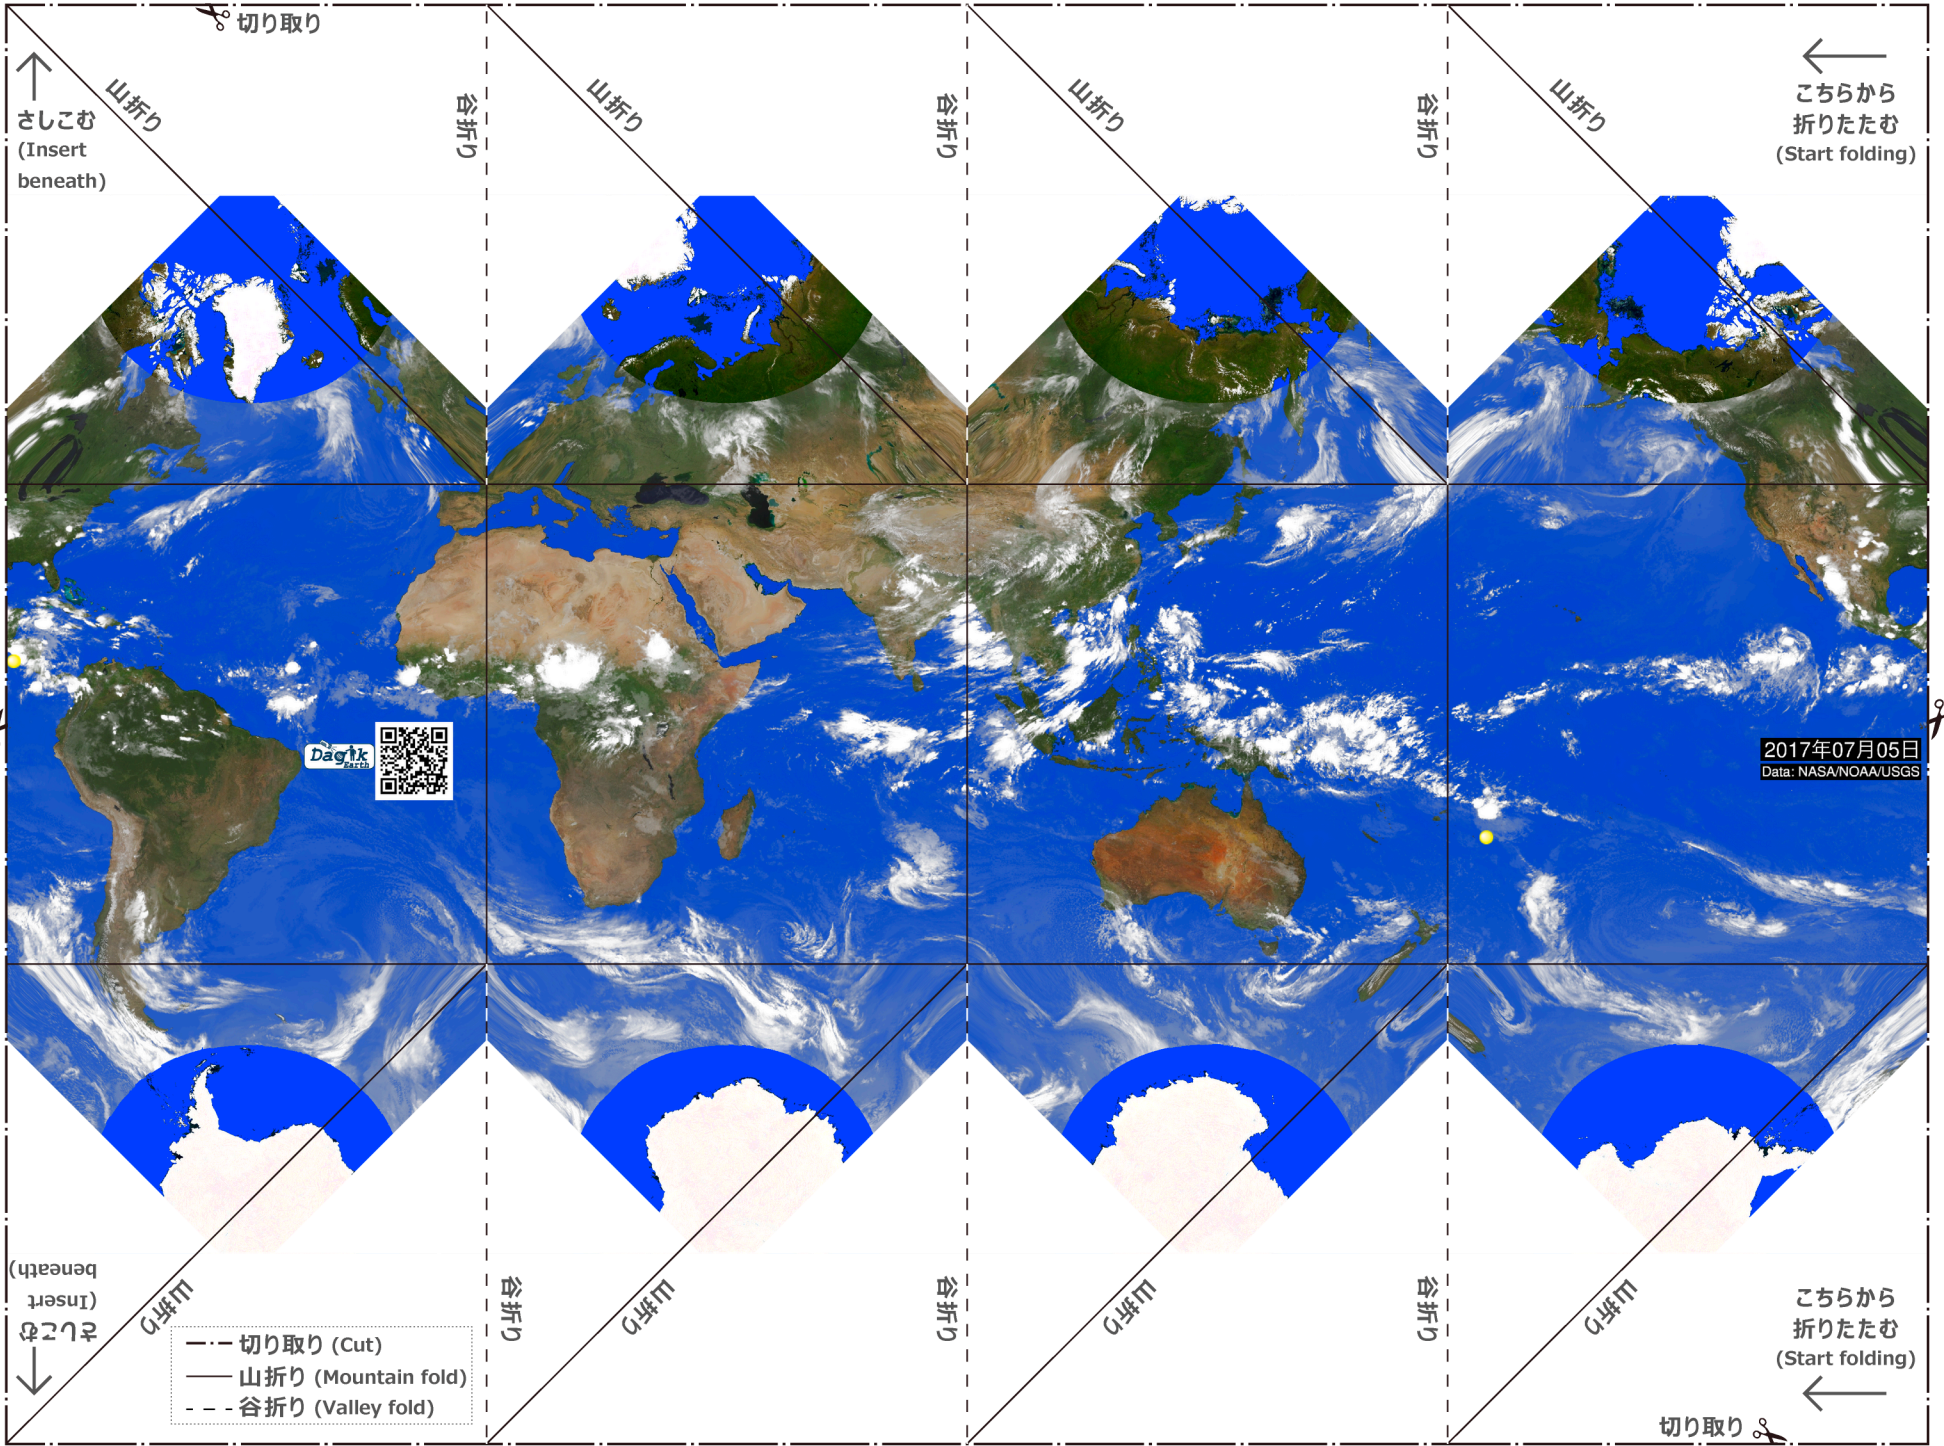 切り取り
山折り
谷折り
山折り
谷折り
山折り
谷折り
山折り
さしこむ
(Insert
beneath)
こちらから
折りたたむ
(Start folding)
Dagik
Earth
2017年07月05日
Data: NASA/NOAA/USGS
さしこむ
(Insert
beneath)
山折り
谷折り
山折り
谷折り
山折り
谷折り
山折り
こちらから
折りたたむ
(Start folding)
切り取り (Cut)
山折り (Mountain fold)
谷折り (Valley fold)
切り取り